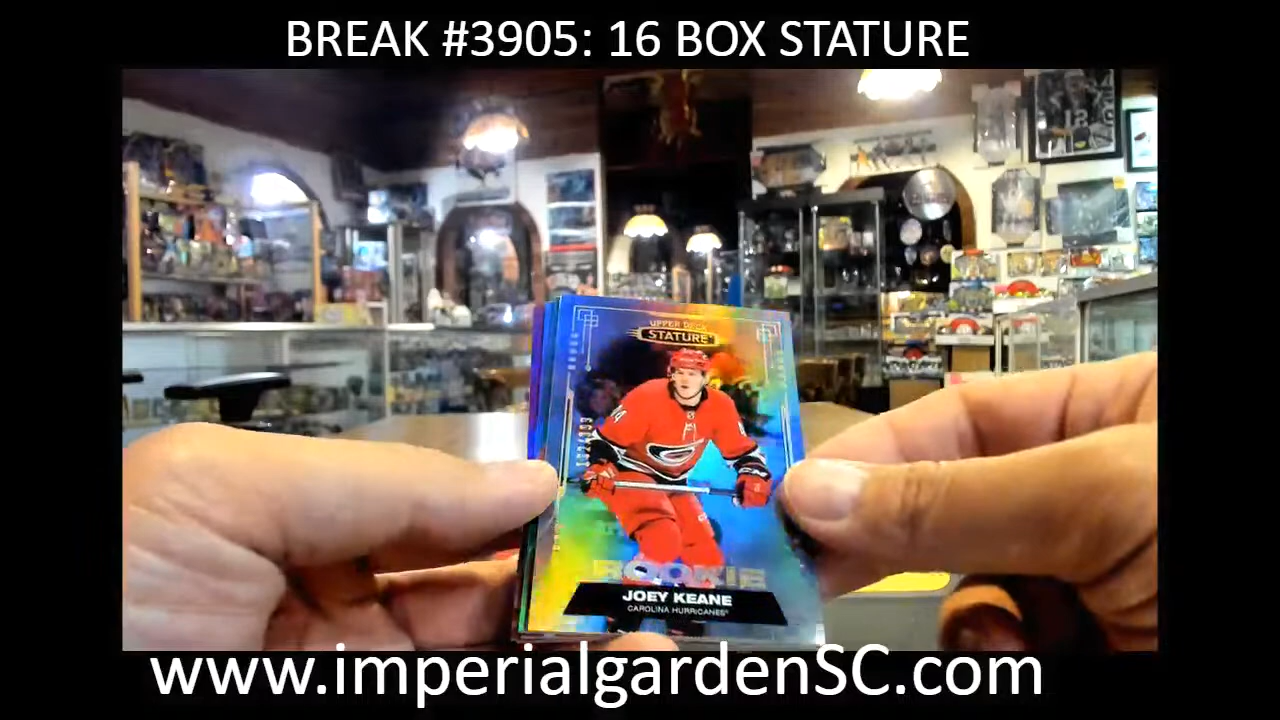 BREAK #3905: 16 BOX STATURE
UPPER DECK
STATURE
ROOKIE
JOEY KEANE
CAROLINA HURRICANES
www.imperialgardenSC.com